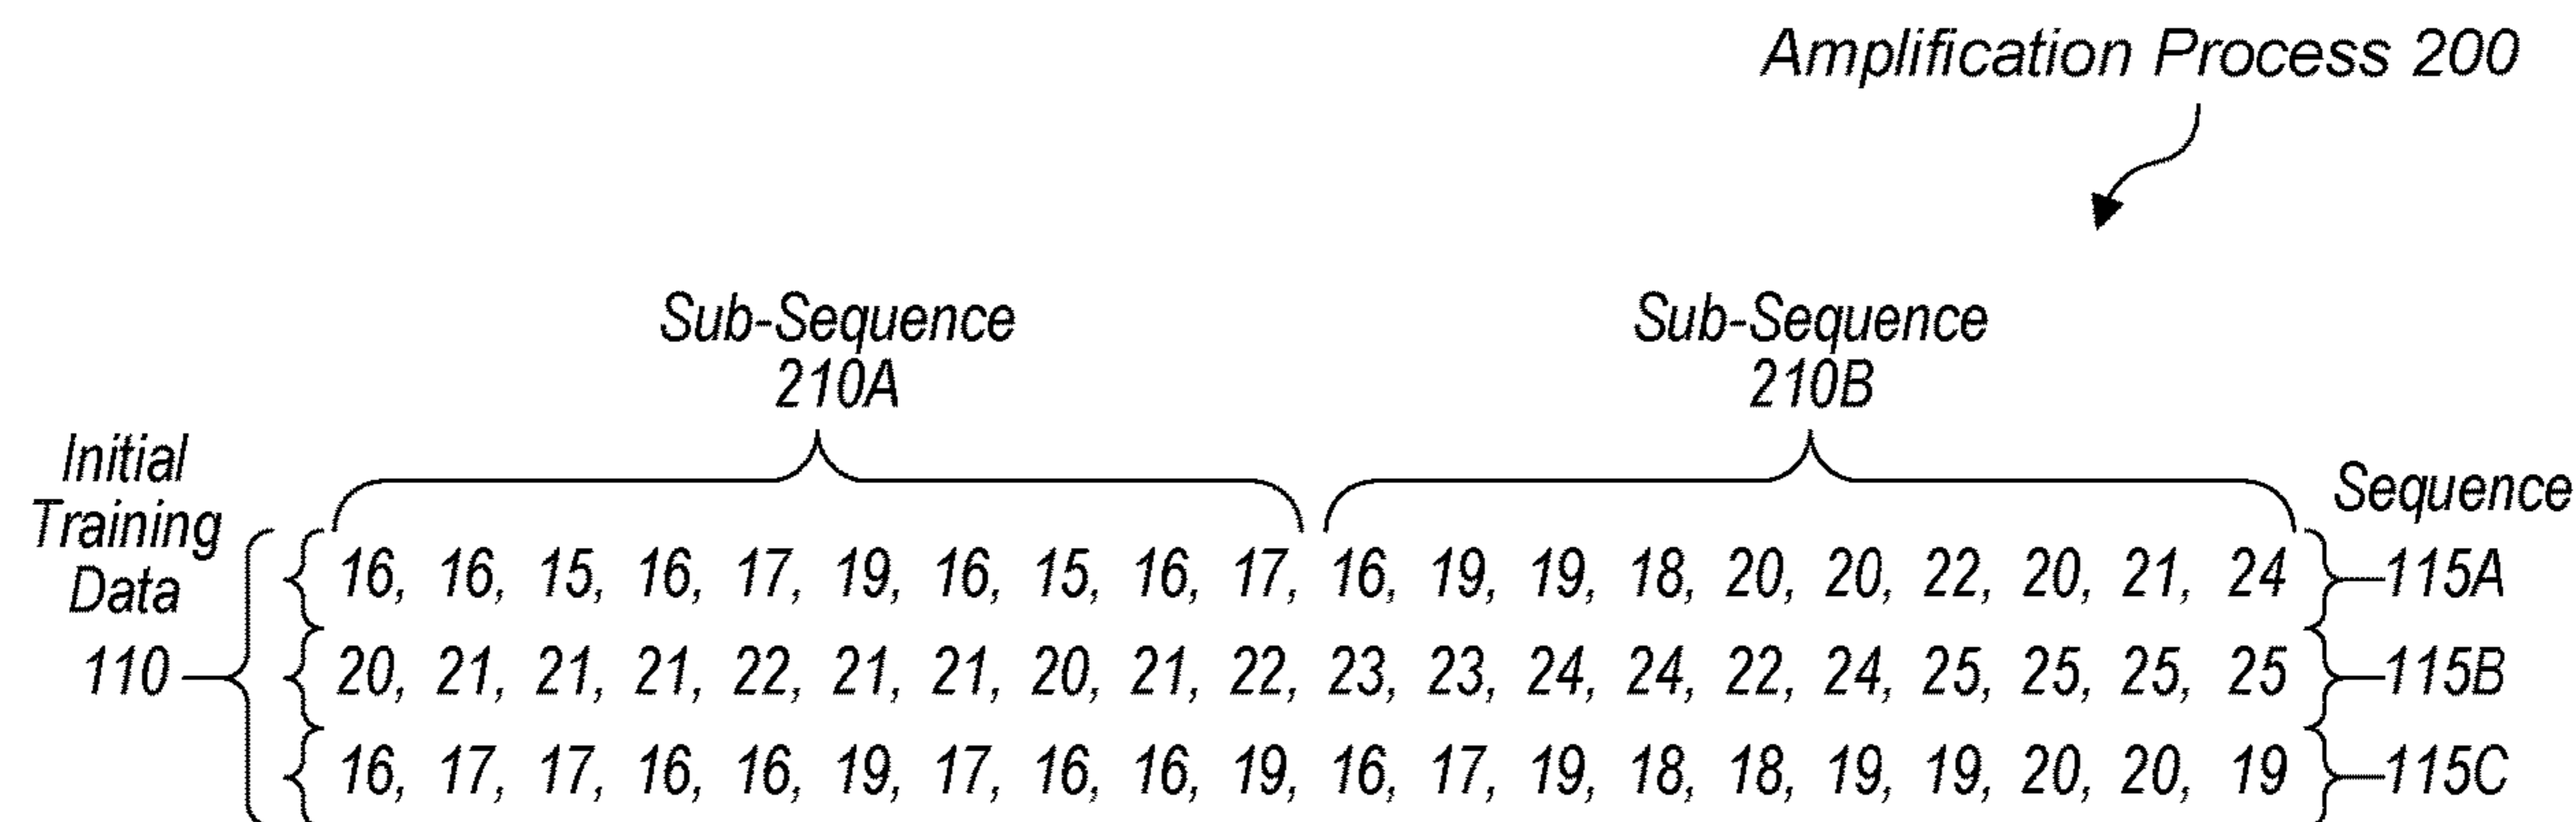 Amplification Process 200
Sub-Sequence
210A
Sub-Sequence
210B
Initial
Training
Data
110
Sequence
16, 16, 15, 16, 17, 19, 16, 15, 16, 17, 16, 19, 19, 18, 20, 20, 22, 20, 21, 24 115A
20, 21, 21, 21, 22, 21, 21, 20, 21, 22, 23, 23, 24, 24, 22, 24, 25, 25, 25, 25 115B
16, 17, 17, 16, 16, 19, 17, 16, 16, 19, 16, 17, 19, 18, 18, 19, 19, 20, 20, 19 115C